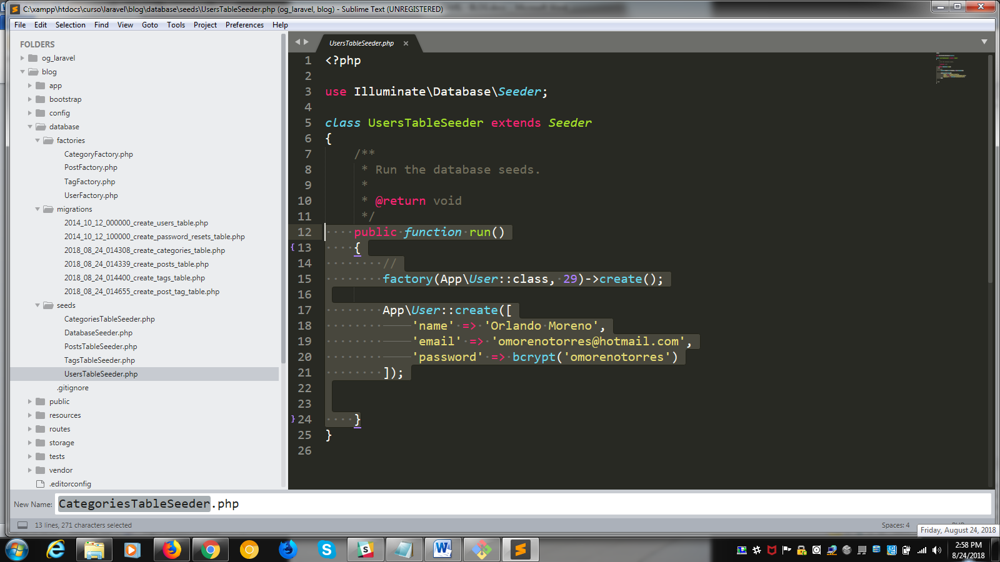 C:\xampp\htdocs\curso\laravel\blog\database\seeds\UsersTableSeeder.php (og_laravel, blog) - Sublime Text (UNREGISTERED)
File Edit Selection Find View Goto Tools Project Preferences Help
FOLDERS
og_laravel
blog
app
bootstrap
config
database
factories
CategoryFactory.php
PostFactory.php
TagFactory.php
UserFactory.php
migrations
2014_10_12_000000_create_users_table.php
2014_10_12_100000_create_password_resets_table.php
2018_08_24_014308_create_categories_table.php
2018_08_24_014339_create_posts_table.php
2018_08_24_014400_create_tags_table.php
2018_08_24_014655_create_post_tag_table.php
seeds
CategoriesTableSeeder.php
DatabaseSeeder.php
PostsTableSeeder.php
TagsTableSeeder.php
UsersTableSeeder.php
.gitignore
public
resources
routes
storage
tests
vendor
.editorconfig
UsersTableSeeder.php
1 <?php
2
3 use Illuminate\Database\Seeder;
4
5 class UsersTableSeeder extends Seeder
6 {
7 /**
8 * Run the database seeds.
9 *
10 * @return void
11 */
12 public function run()
13 {
14 //
15 factory(App\User::class, 29)->create();
16
17 App\User::create([
18 'name' => 'Orlando Moreno',
19 'email' => 'omorenotorres@hotmail.com',
20 'password' => bcrypt('omorenotorres')
21 ]);
22
23
24 }
25 }
26
New Name: CategoriesTableSeeder.php
13 lines, 271 characters selected
Spaces: 4
Friday, August 24, 2018
2:58 PM
8/24/2018